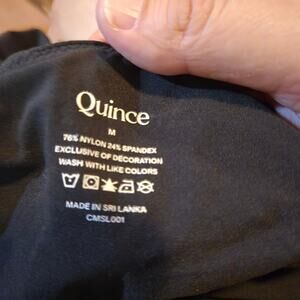 Quince
M
76% NYLON 24% SPANDEX
EXCLUSIVE OF DECORATION
WASH WITH LIKE COLORS
MADE IN SRI LANKA
CMSL001